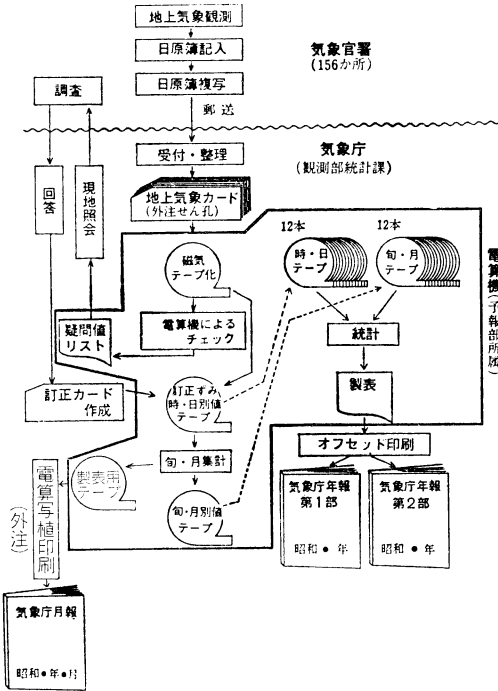 地上気象観測
日原簿記入
日原簿複写
郵送
気象官署
(156か所)
調査
受付・整理
気象庁
(観測部統計課)
回答
現地照会
地上気象カード
(外注せん孔)
磁気
テープ化
12本
時・日
テープ
12本
旬・月
テープ
電算機(予報部所属)
疑問値
リスト
電算機による
チェック
統計
製表
訂正カード
作成
訂正ずみ
時・日別値
テープ
オフセット印刷
旬・月集計
製表用
テープ
旬・月別値
テープ
電算写植印刷
(外注)
気象庁年報
第1部
昭和●年
気象庁年報
第2部
昭和●年
気象庁月報
昭和●年●月